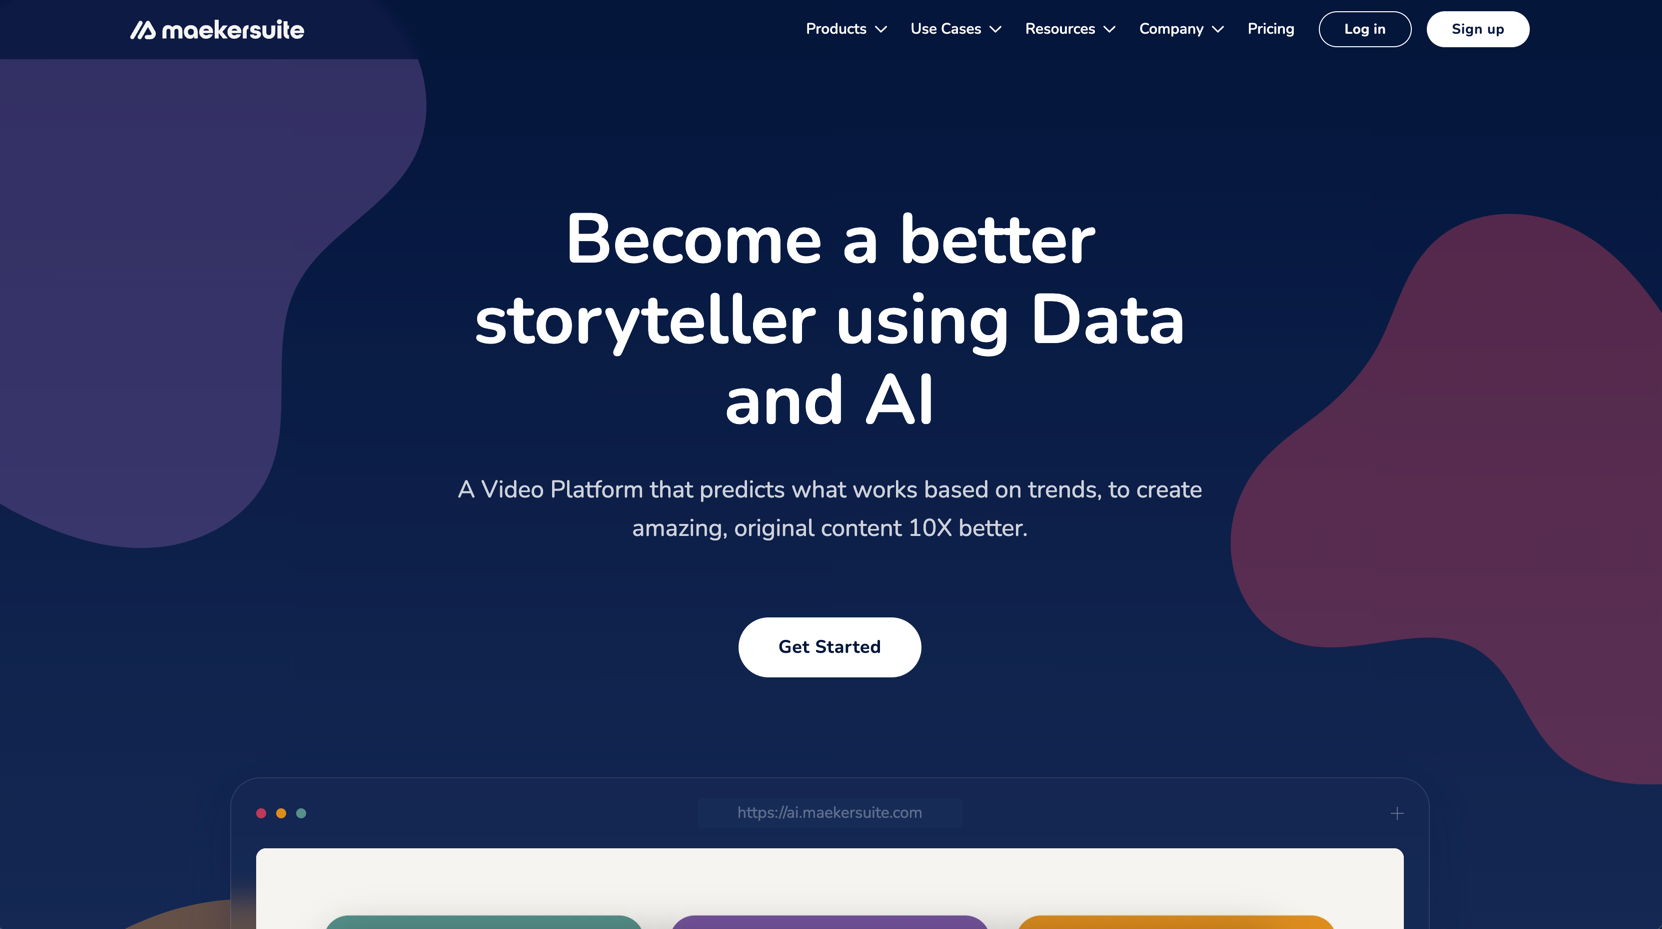 maekersuite
Products
Use Cases
Resources
Company
Pricing
Log in
Sign up
Become a better
storyteller using Data
and AI
A Video Platform that predicts what works based on trends, to create
amazing, original content 10X better.
Get Started
https://ai.maekersuite.com